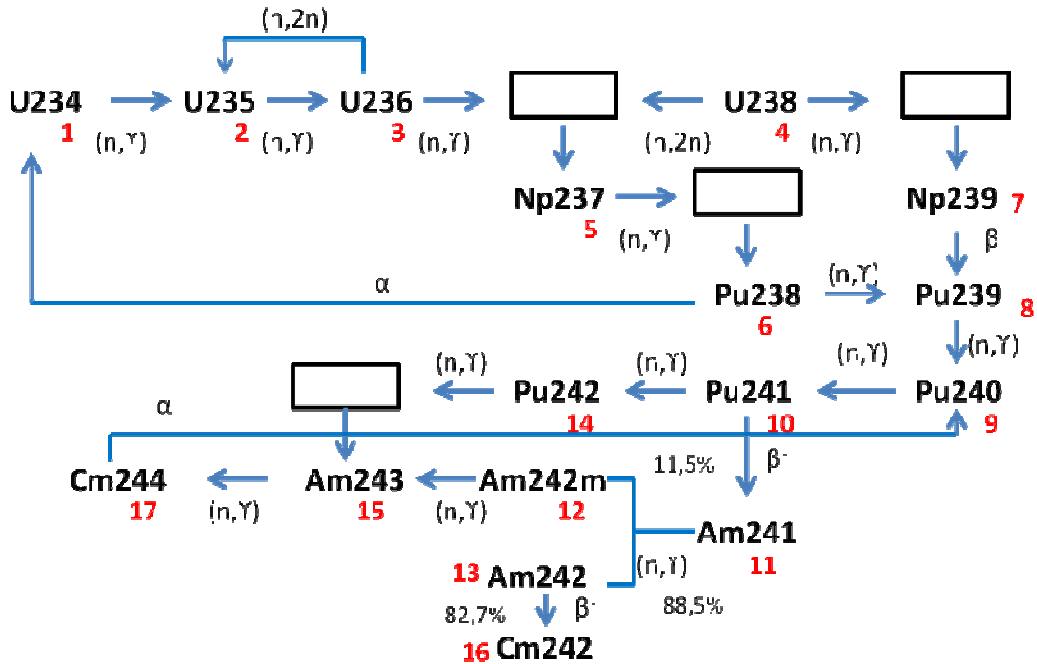 (n,2n)
U234 U235 U236 U238
1 (n,ϒ) 2 (n,ϒ) 3 (n,ϒ) (n,2n) 4 (n,ϒ)
Np237 Np239 7
5 (n,ϒ) β
α Pu238 (n,ϒ) Pu239 8
6 (n,ϒ)
(n,ϒ) (n,ϒ) (n,ϒ)
Pu242 Pu241 Pu240
α 14 10 9
11,5% β-
Cm244 Am243 Am242m
17 (n,ϒ) 15 (n,ϒ) 12
Am241
13 Am242 (n,ϒ) 11
82,7% β- 88,5%
16 Cm242